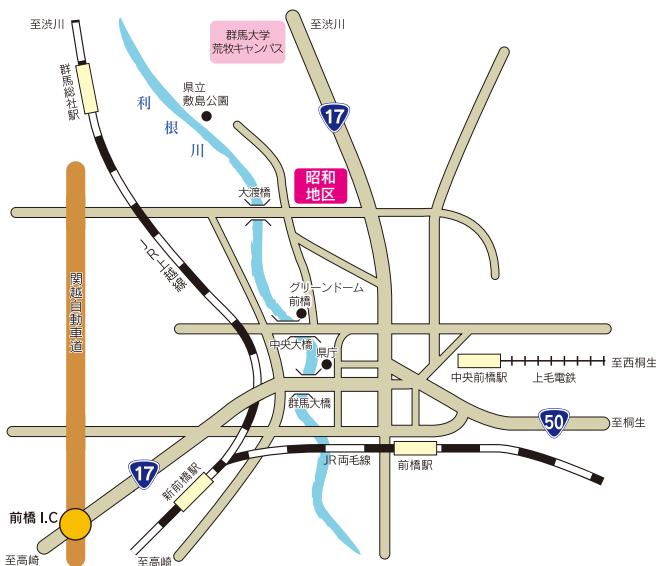 至渋川
群馬大学
荒牧キャンパス
至渋川
群馬総社駅
県立
敷島公園
17
利根川
昭和
地区
大渡橋
JR上越線
関越自動車道
グリーンドーム
前橋
中央大橋
県庁
中央前橋駅
上毛電鉄
至西桐生
群馬大橋
50
至桐生
JR両毛線
前橋駅
17
新前橋駅
前橋 I.C
至高崎
至高崎